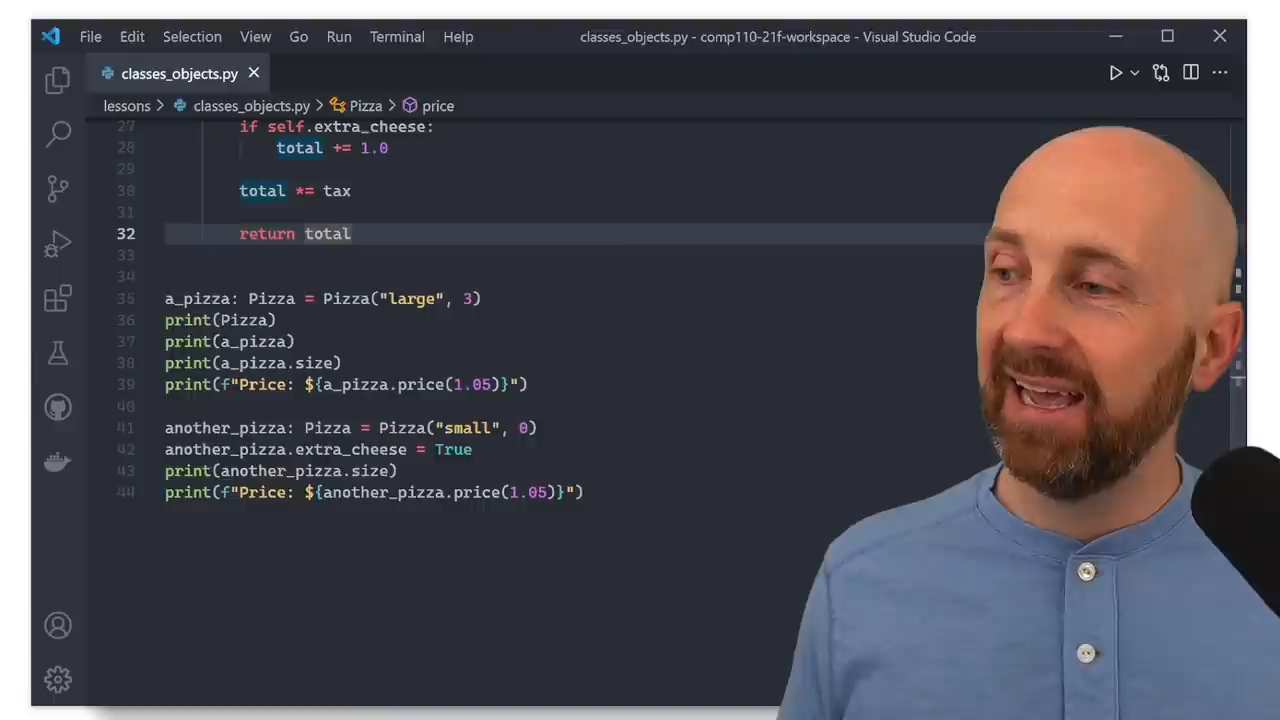 File Edit Selection View Go Run Terminal Help classes_objects.py - comp110-21f-workspace - Visual Studio Code
classes_objects.py
lessons > classes_objects.py > Pizza > price
27 if self.extra_cheese:
28 total += 1.0
29
30 total *= tax
31
32 return total
33
34
35 a_pizza: Pizza = Pizza("large", 3)
36 print(Pizza)
37 print(a_pizza)
38 print(a_pizza.size)
39 print(f"Price: ${a_pizza.price(1.05)}")
40
41 another_pizza: Pizza = Pizza("small", 0)
42 another_pizza.extra_cheese = True
43 print(another_pizza.size)
44 print(f"Price: ${another_pizza.price(1.05)}")